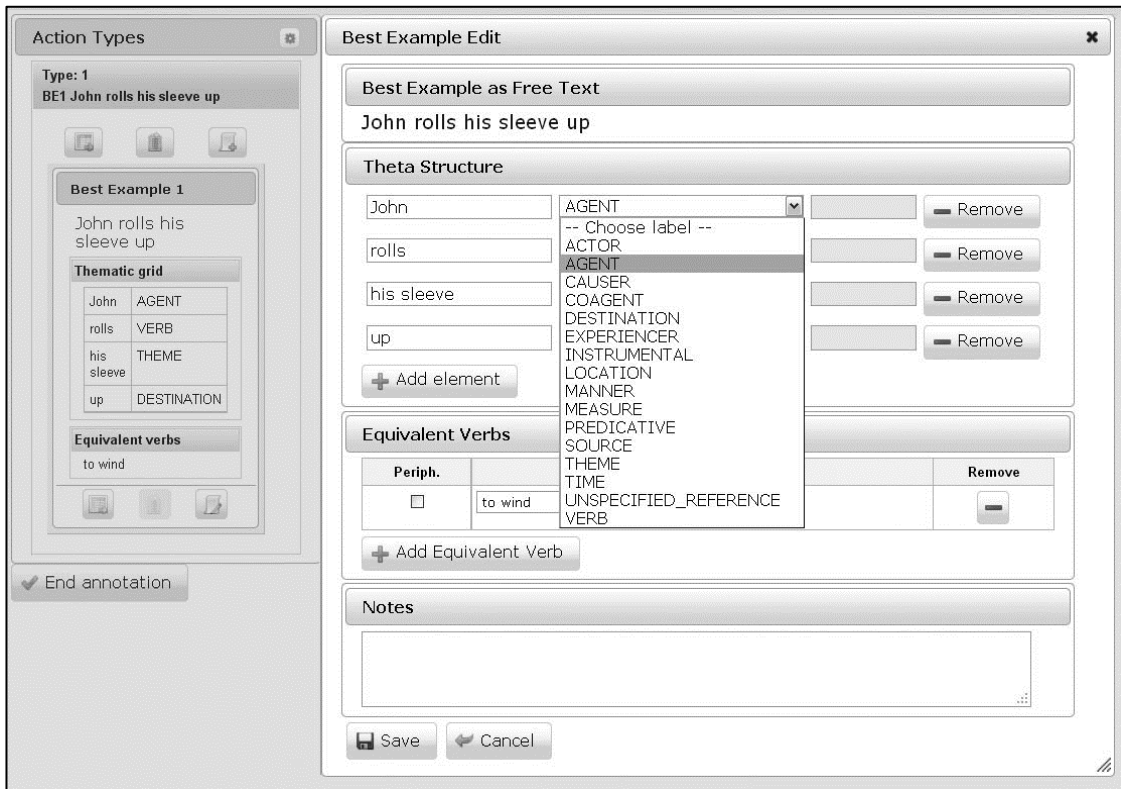 Action Types
Type: 1
BE1 John rolls his sleeve up
Best Example 1
John rolls his
sleeve up
Thematic grid
John AGENT
rolls VERB
his
sleeve THEME
up DESTINATION
Equivalent verbs
to wind
End annotation
Best Example Edit
Best Example as Free Text
John rolls his sleeve up
Theta Structure
John AGENT Remove
rolls Remove
his sleeve Remove
up Remove
-- Choose label --
ACTOR
AGENT
CAUSER
COAGENT
DESTINATION
EXPERIENCER
INSTRUMENTAL
LOCATION
MANNER
MEASURE
PREDICATIVE
SOURCE
THEME
TIME
UNSPECIFIED_REFERENCE
VERB
Add element
Equivalent Verbs
Periph. Remove
to wind
Add Equivalent Verb
Notes
Save Cancel